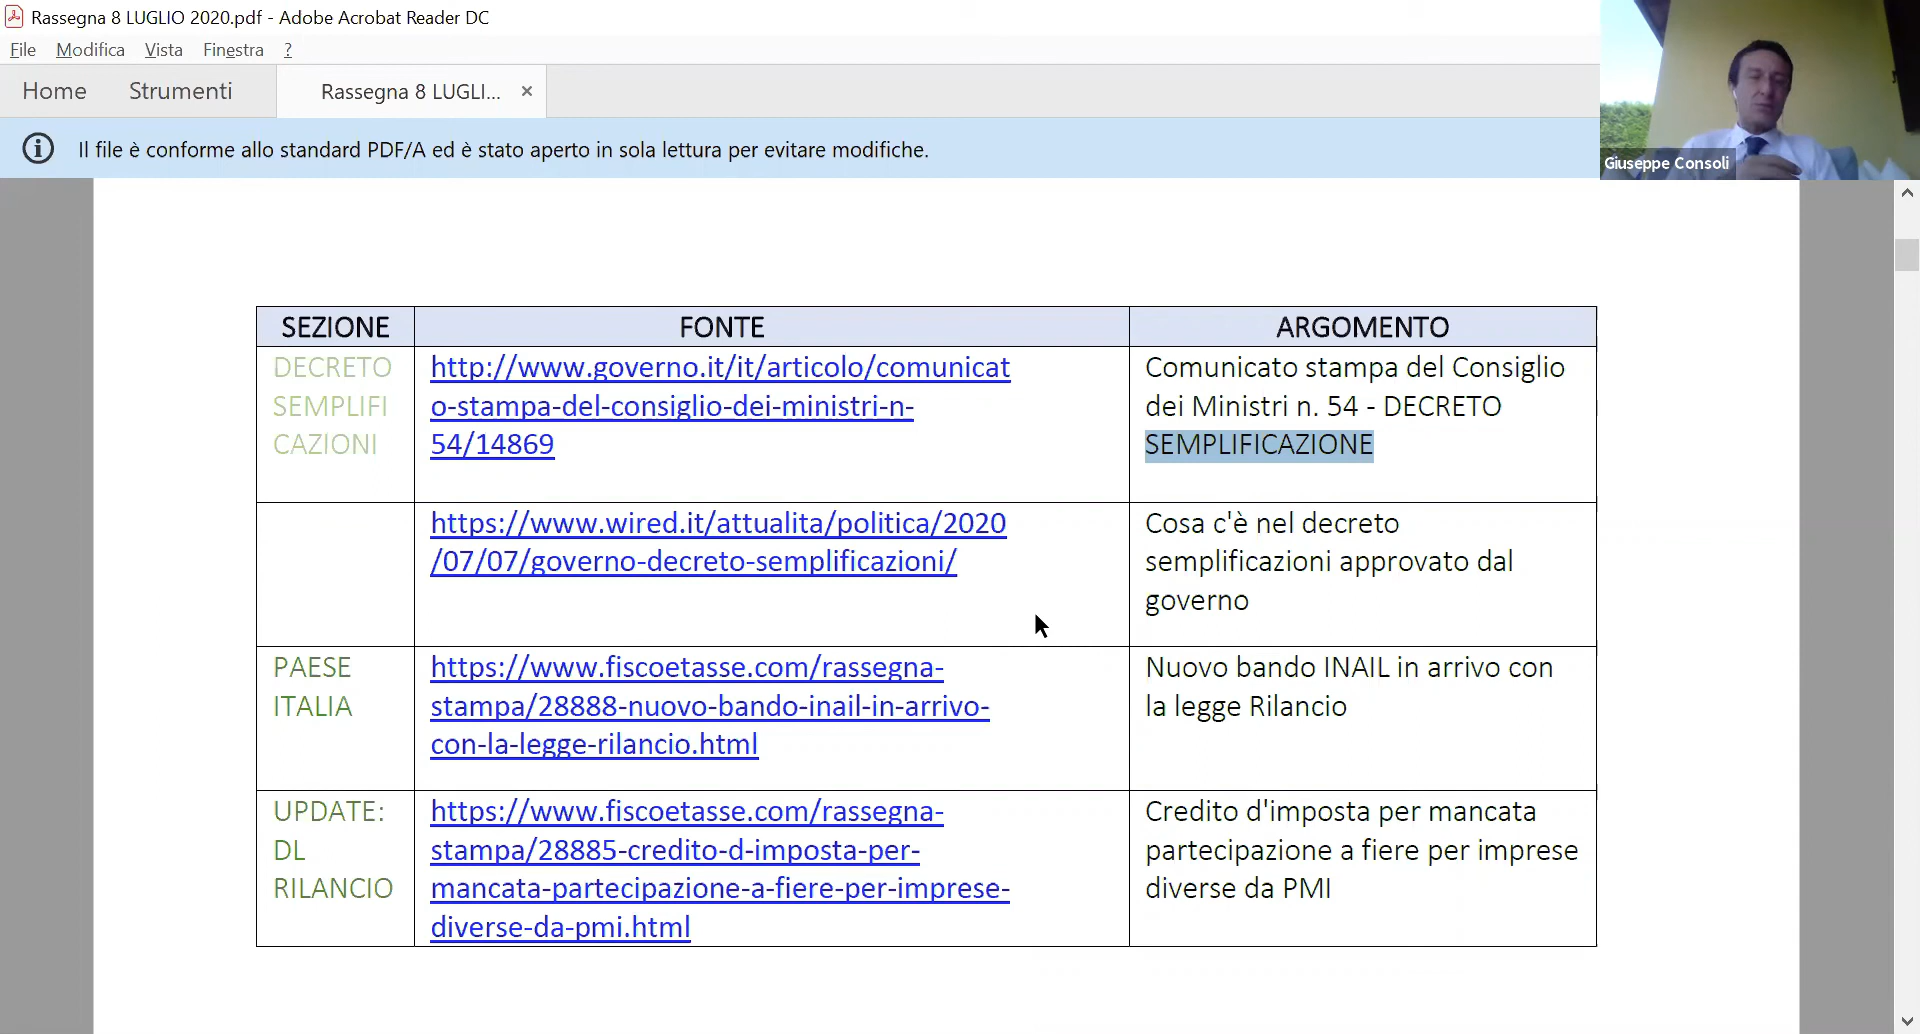 Rassegna 8 LUGLIO 2020.pdf - Adobe Acrobat Reader DC
File Modifica Vista Finestra ?
Home Strumenti Rassegna 8 LUGLI... ×
Il file è conforme allo standard PDF/A ed è stato aperto in sola lettura per evitare modifiche.
Giuseppe Consoli
SEZIONE FONTE ARGOMENTO
DECRETO
SEMPLIFI
CAZIONI
http://www.governo.it/it/articolo/comunicat
o-stampa-del-consiglio-dei-ministri-n-
54/14869
Comunicato stampa del Consiglio
dei Ministri n. 54 - DECRETO
SEMPLIFICAZIONE
https://www.wired.it/attualita/politica/2020
/07/07/governo-decreto-semplificazioni/
Cosa c'è nel decreto
semplificazioni approvato dal
governo
PAESE
ITALIA
https://www.fiscoetasse.com/rassegna-
stampa/28888-nuovo-bando-inail-in-arrivo-
con-la-legge-rilancio.html
Nuovo bando INAIL in arrivo con
la legge Rilancio
UPDATE:
DL
RILANCIO
https://www.fiscoetasse.com/rassegna-
stampa/28885-credito-d-imposta-per-
mancata-partecipazione-a-fiere-per-imprese-
diverse-da-pmi.html
Credito d'imposta per mancata
partecipazione a fiere per imprese
diverse da PMI